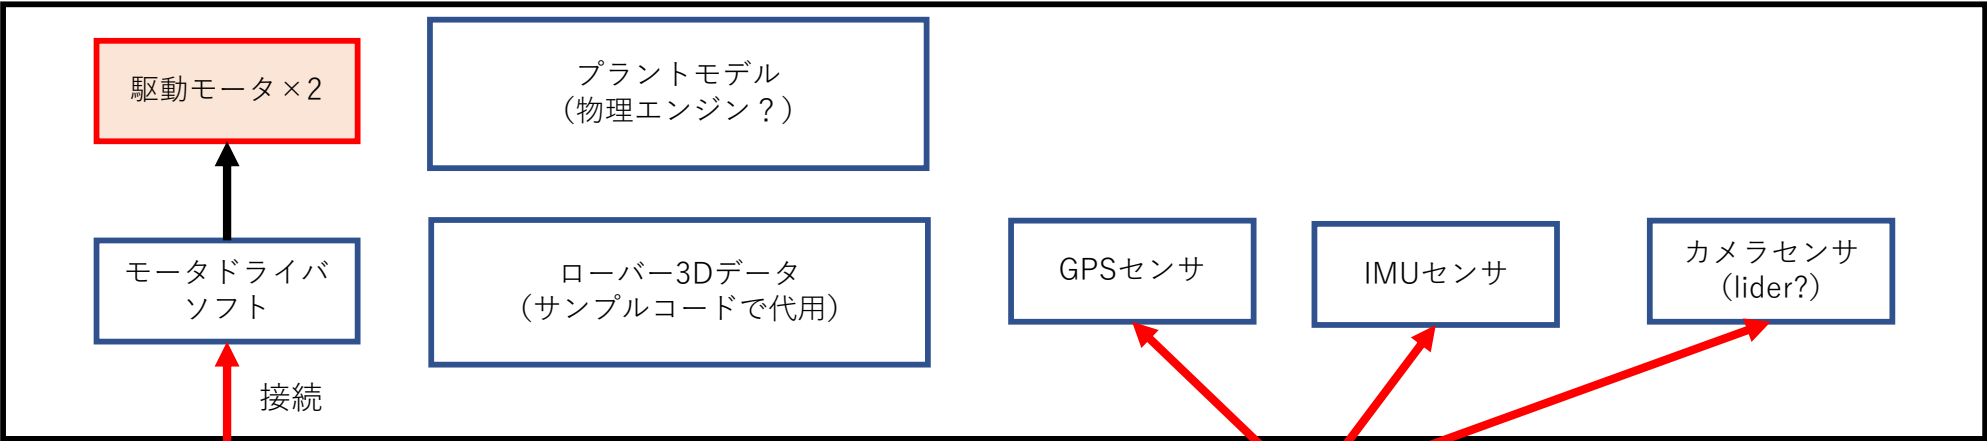 駆動モータ×2
プラントモデル
（物理エンジン？）
モータドライバ
ソフト
ローバー3Dデータ
（サンプルコードで代用）
GPSセンサ
IMUセンサ
カメラセンサ
（lider?）
接続